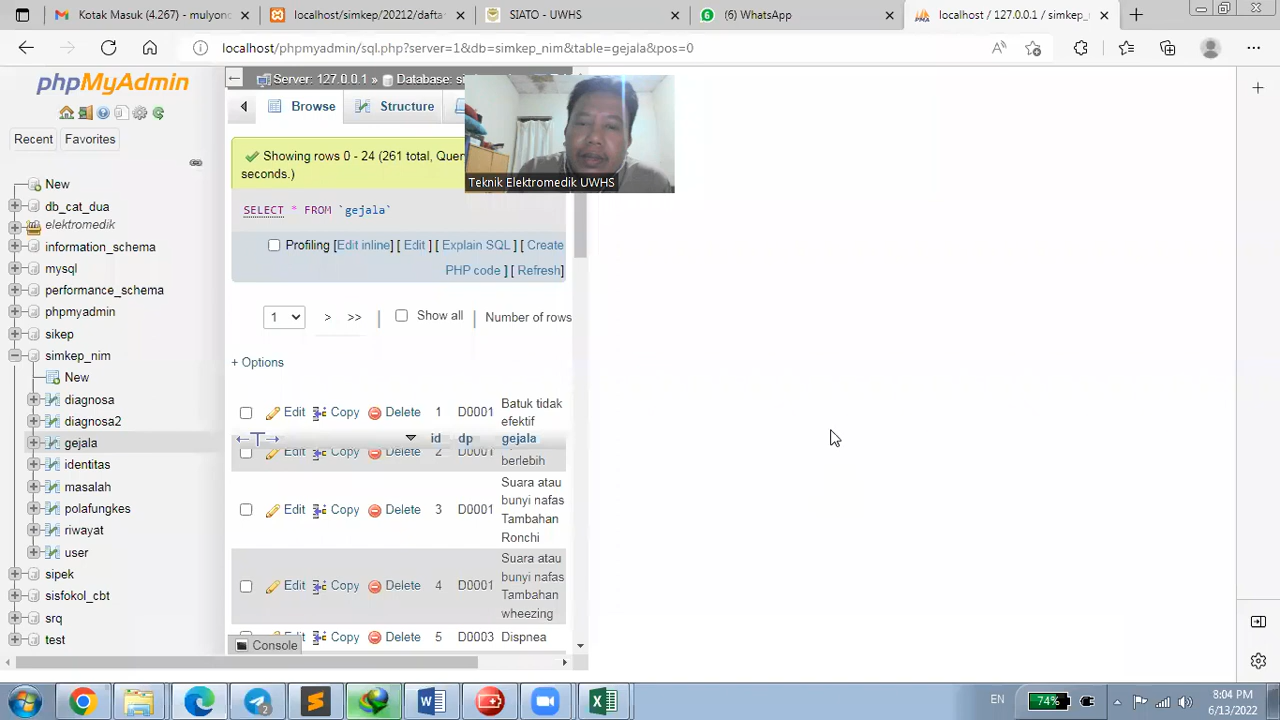 Kotak Masuk (4.267) - mulyon
localhost/simkep/20212/dafta
SIATO - UWHS
(6) WhatsApp
localhost / 127.0.0.1 / simkep_
localhost/phpmyadmin/sql.php?server=1&db=simkep_nim&table=gejala&pos=0
phpMyAdmin
Recent
Favorites
New
db_cat_dua
elektromedik
information_schema
mysql
performance_schema
phpmyadmin
sikep
simkep_nim
New
diagnosa
diagnosa2
gejala
identitas
masalah
polafungkes
riwayat
user
sipek
sisfokol_cbt
srq
test
Server: 127.0.0.1 » Database: si
Browse
Structure
Showing rows 0 - 24 (261 total, Quer
seconds.)
Teknik Elektromedik UWHS
SELECT * FROM `gejala`
Profiling [Edit inline] [ Edit ] [ Explain SQL ] [ Create
PHP code ] [ Refresh]
1 > >> Show all Number of rows
+ Options
Edit Copy Delete 1 D0001 Batuk tidak
efektif
id dp gejala
berlebih
Edit Copy Delete 3 D0001 Suara atau
bunyi nafas
Tambahan
Ronchi
Edit Copy Delete 4 D0001 Suara atau
bunyi nafas
Tambahan
wheezing
Edit Copy Delete 5 D0003 Dispnea
Console
EN
74%
8:04 PM
6/13/2022